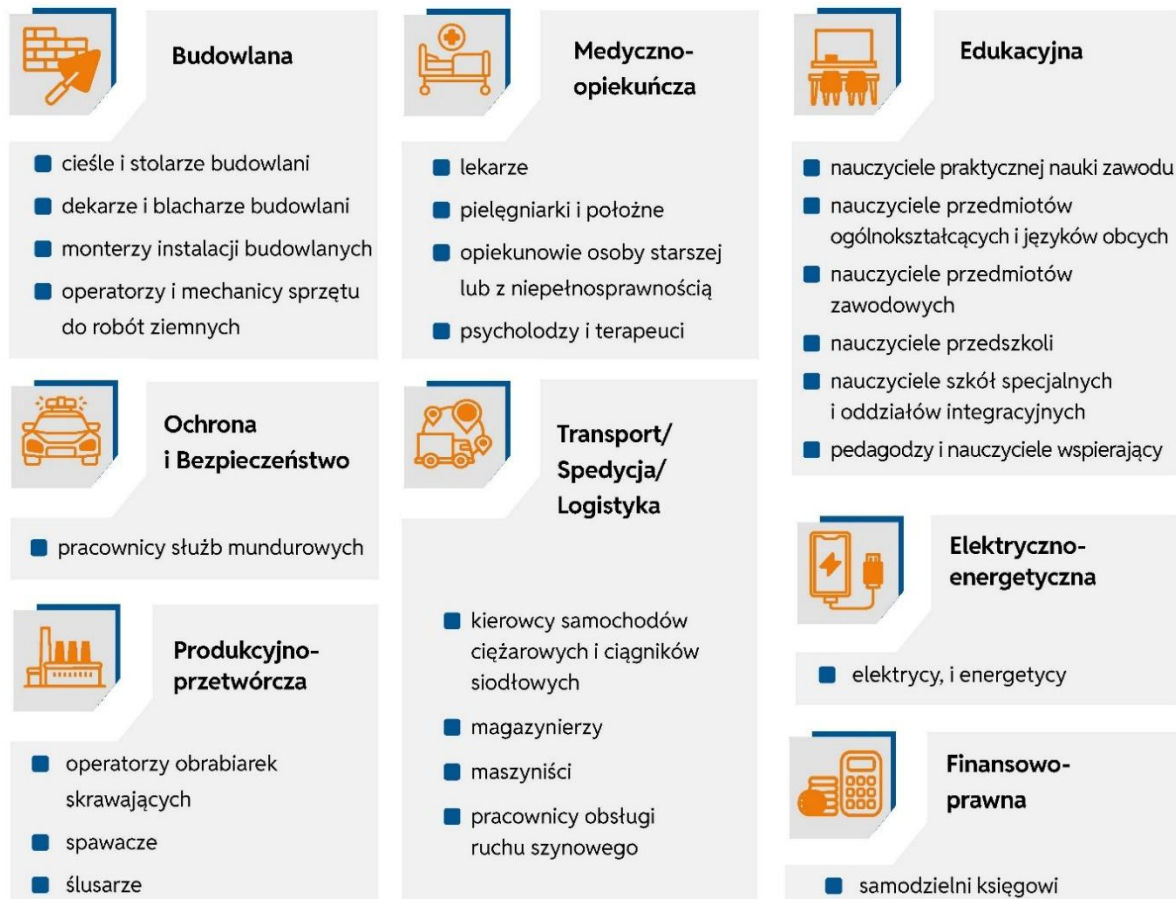 Budowlana
cieśle i stolarze budowlani
dekarze i blacharze budowlani
monterzy instalacji budowlanych
operatorzy i mechanicy sprzętu
do robót ziemnych
Medyczno-
opiekuńcza
lekarze
pielęgniarki i położne
opiekunowie osoby starszej
lub z niepełnosprawnością
psycholodzy i terapeuci
Edukacyjna
nauczyciele praktycznej nauki zawodu
nauczyciele przedmiotów
ogólnokształcących i języków obcych
nauczyciele przedmiotów
zawodowych
nauczyciele przedszkoli
nauczyciele szkół specjalnych
i oddziałów integracyjnych
pedagodzy i nauczyciele wspierający
Ochrona
i Bezpieczeństwo
pracownicy służb mundurowych
Transport/
Spedycja/
Logistyka
kierowcy samochodów
ciężarowych i ciągników
siodłowych
magazynierzy
maszyniści
pracownicy obsługi
ruchu szynowego
Elektryczno-
energetyczna
elektrycy, i energetycy
Produkcyjno-
przetwórcza
operatorzy obrabiarek
skrawających
spawacze
ślusarze
Finansowo-
prawna
samodzielni księgowi